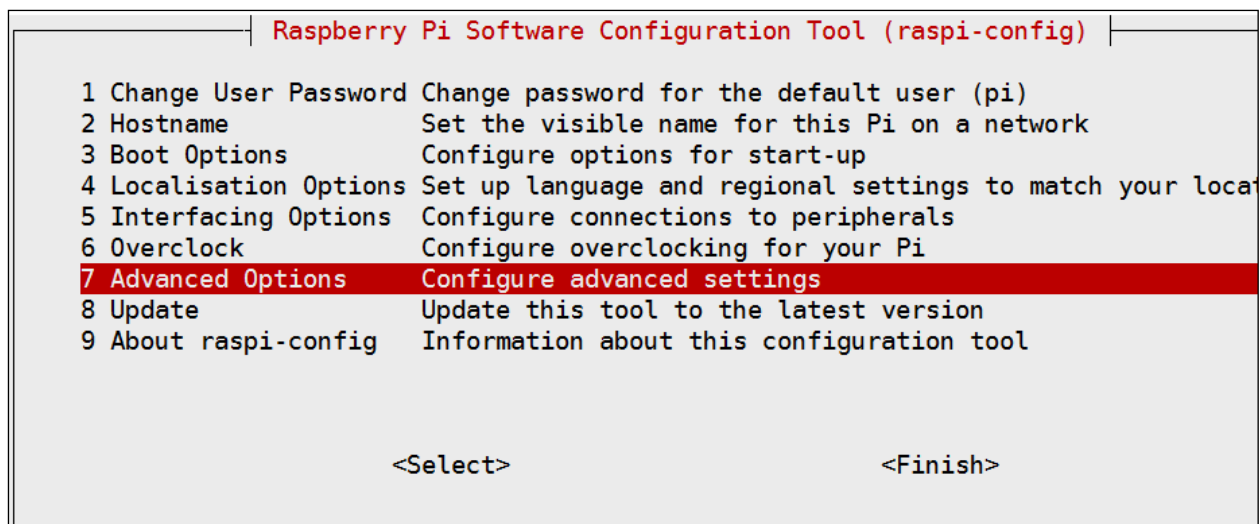 Raspberry Pi Software Configuration Tool (raspi-config)
1 Change User Password Change password for the default user (pi)
2 Hostname Set the visible name for this Pi on a network
3 Boot Options Configure options for start-up
4 Localisation Options Set up language and regional settings to match your locat
5 Interfacing Options Configure connections to peripherals
6 Overclock Configure overclocking for your Pi
7 Advanced Options Configure advanced settings
8 Update Update this tool to the latest version
9 About raspi-config Information about this configuration tool
<Select> <Finish>